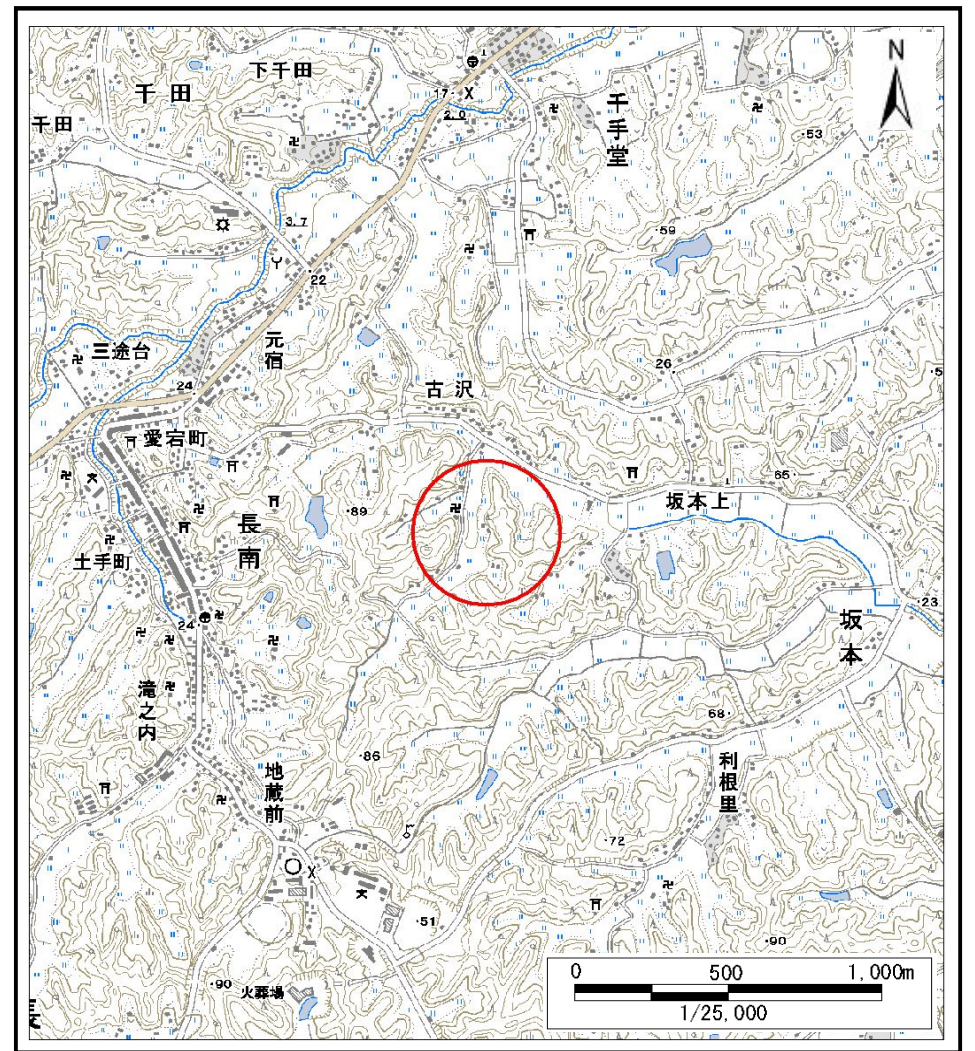 N
下千田
千田
17
2.0
千手堂
53
千田
59
3.7
22
元宿
三途台
26
24
古沢
愛宕町
65
坂本上
89
長南
土手町
24
23
坂本
滝之内
68
86
利根里
地蔵前
72
51
90
90
火葬場
長
0 500 1,000m
1/25,000